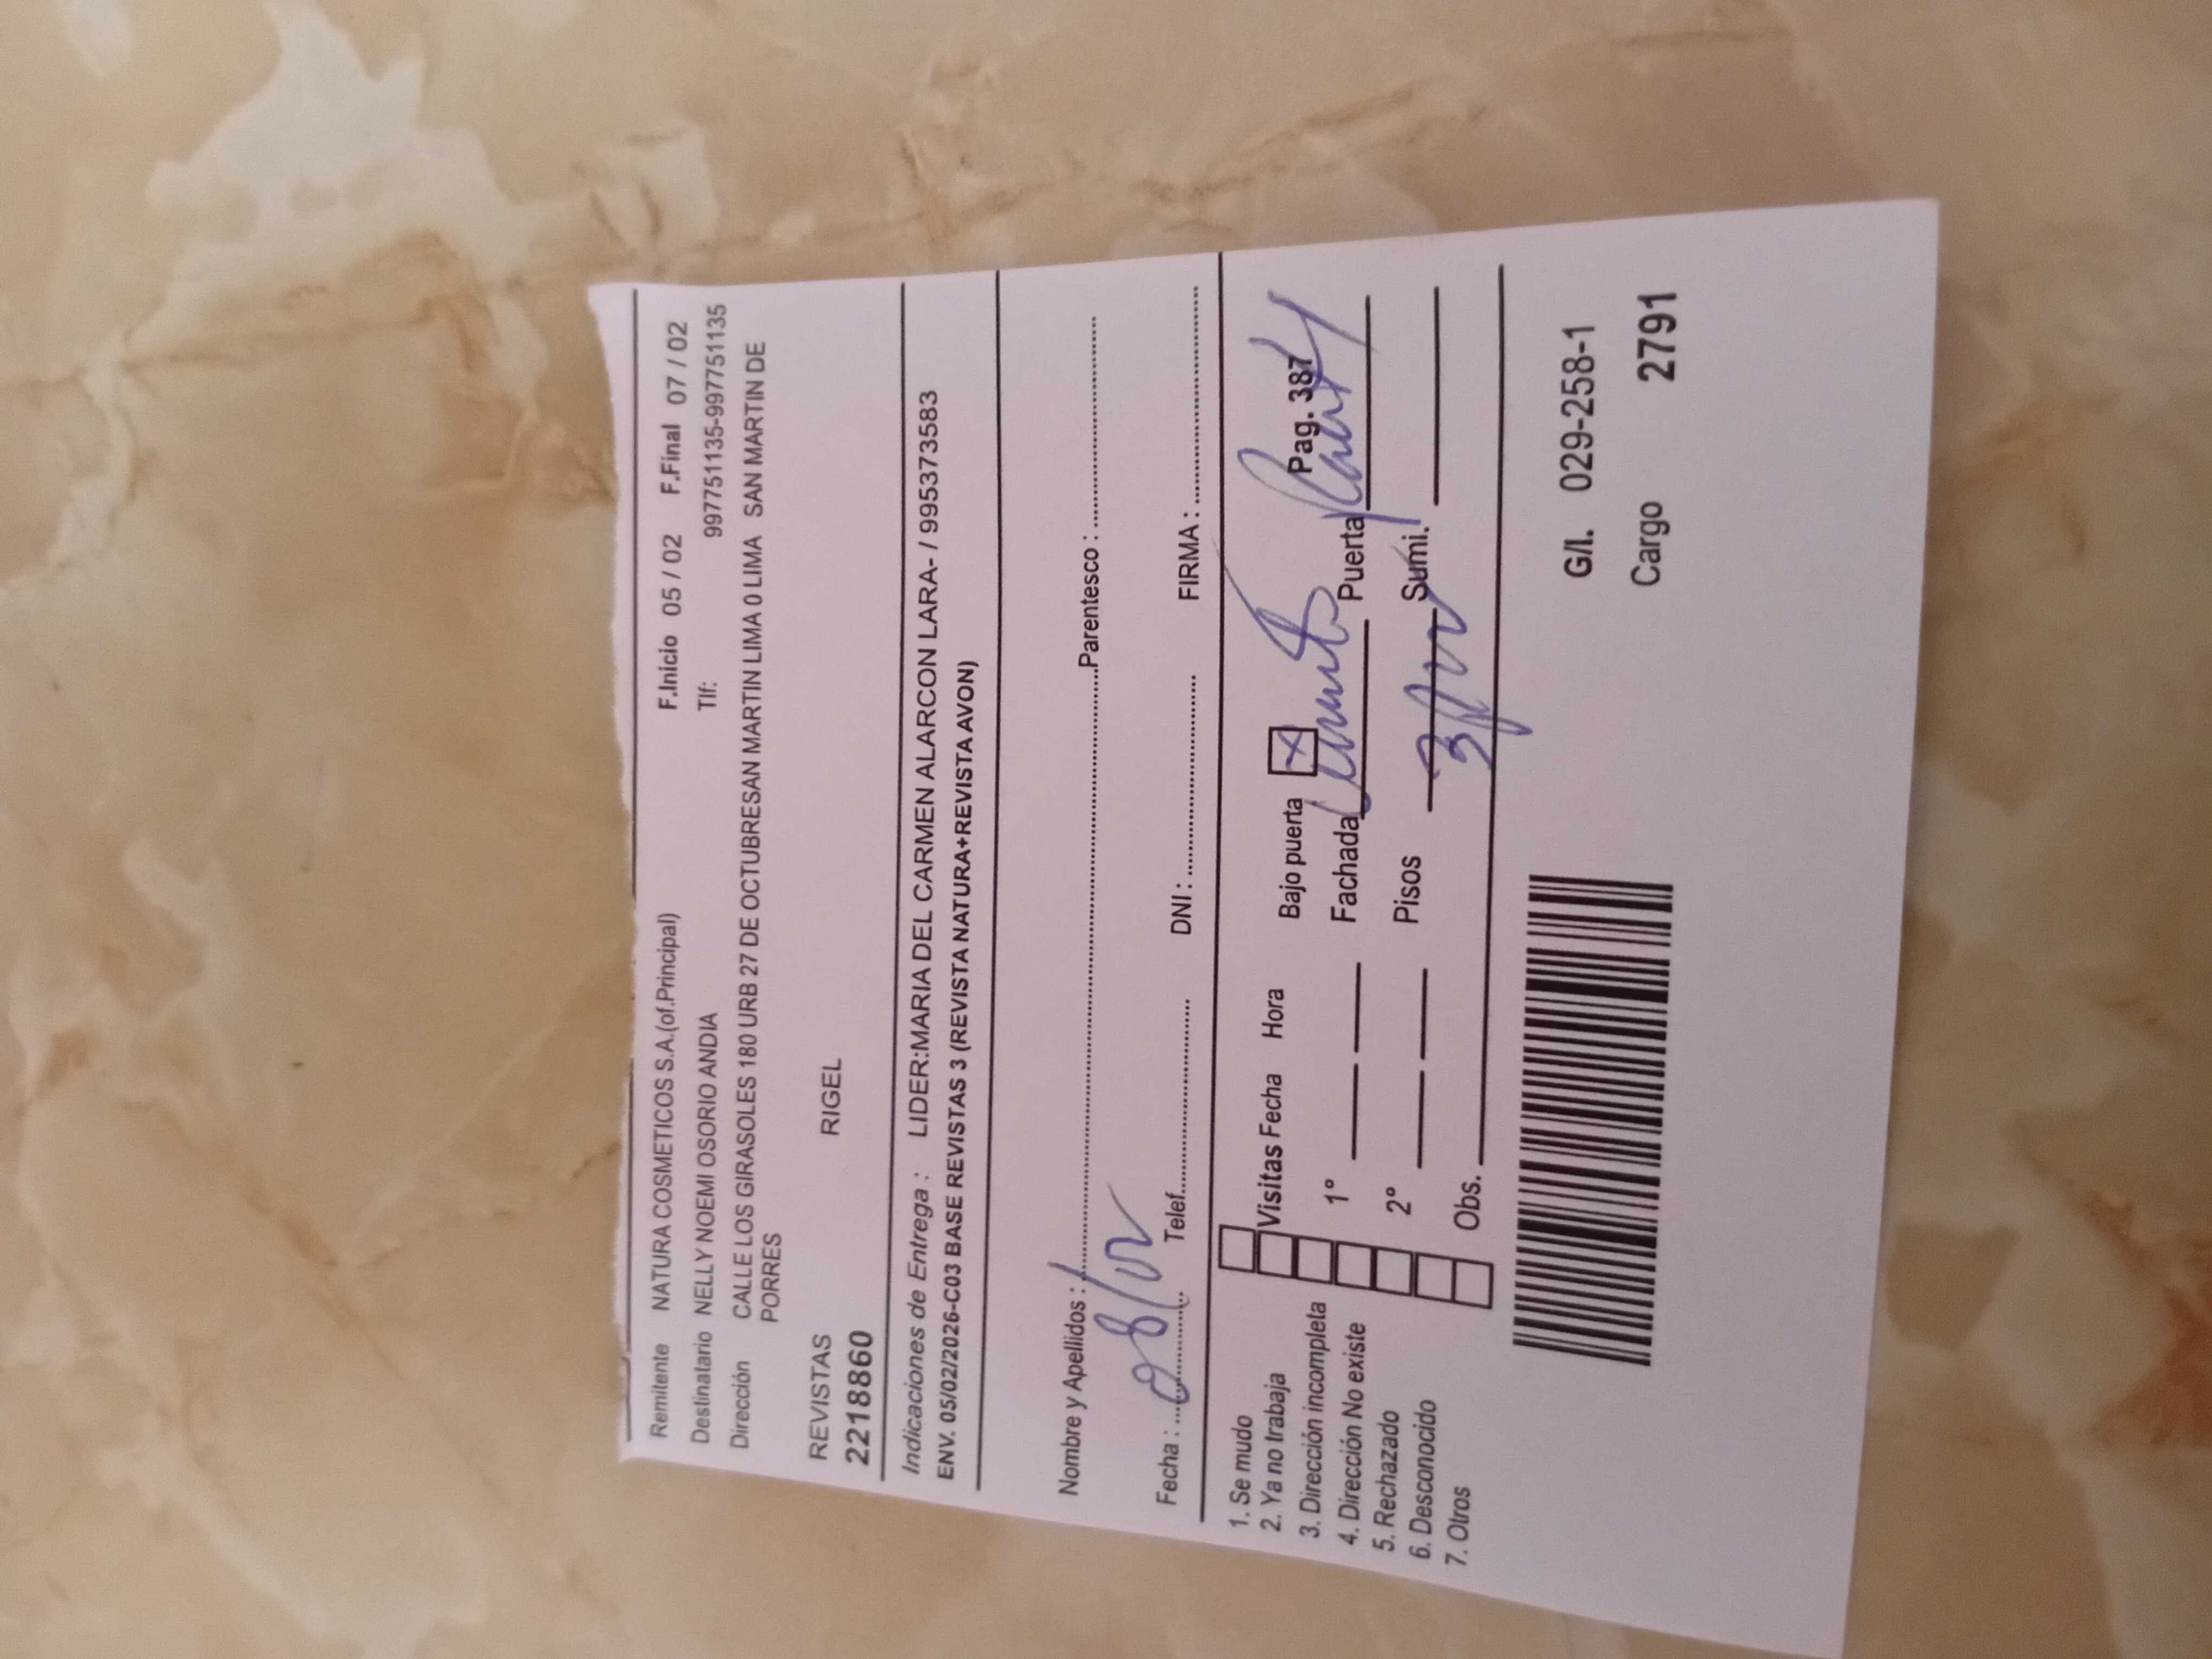 Remitente NATURA COSMETICOS S.A.(of.Principal) F.Inicio 05 / 02 F.Final 07 / 02
Destinatario NELLY NOEMI OSORIO ANDIA Tlf: 997751135-997751135
Dirección CALLE LOS GIRASOLES 180 URB 27 DE OCTUBRESAN MARTIN LIMA 0 LIMA SAN MARTIN DE
PORRES
REVISTAS RIGEL
2218860
Indicaciones de Entrega : LIDER:MARIA DEL CARMEN ALARCON LARA- / 995373583
ENV. 05/02/2026-C03 BASE REVISTAS 3 (REVISTA NATURA+REVISTA AVON)
Nombre y Apellidos : Parentesco :
Fecha : 08/02 Telef. DNI : FIRMA :
1. Se mudo
2. Ya no trabaja Visitas Fecha Hora Bajo puerta X Pag. 387
3. Dirección incompleta
4. Dirección No existe 1° Fachada Puerta
5. Rechazado
6. Desconocido 2° Pisos 3 Sumi.
7. Otros Obs.
G/I. 029-258-1
Cargo 2791